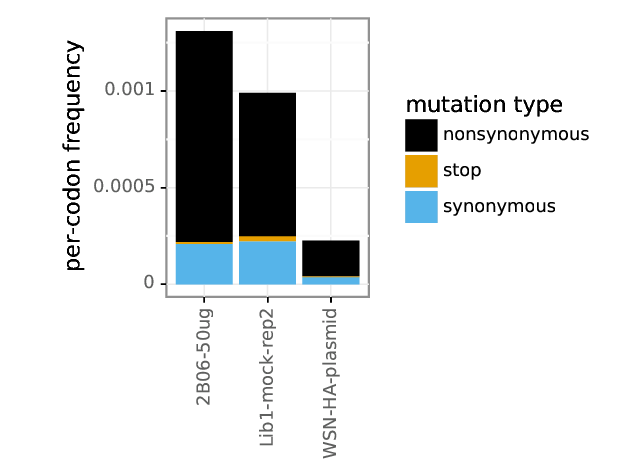 per-codon frequency
0.001
0.0005
0
2B06-50ug
Lib1-mock-rep2
WSN-HA-plasmid
mutation type
nonsynonymous
stop
synonymous